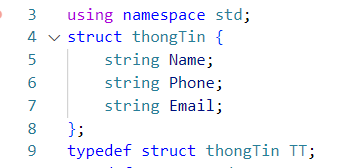 3 using namespace std;
4 struct thongTin {
5 string Name;
6 string Phone;
7 string Email;
8 };
9 typedef struct thongTin TT;